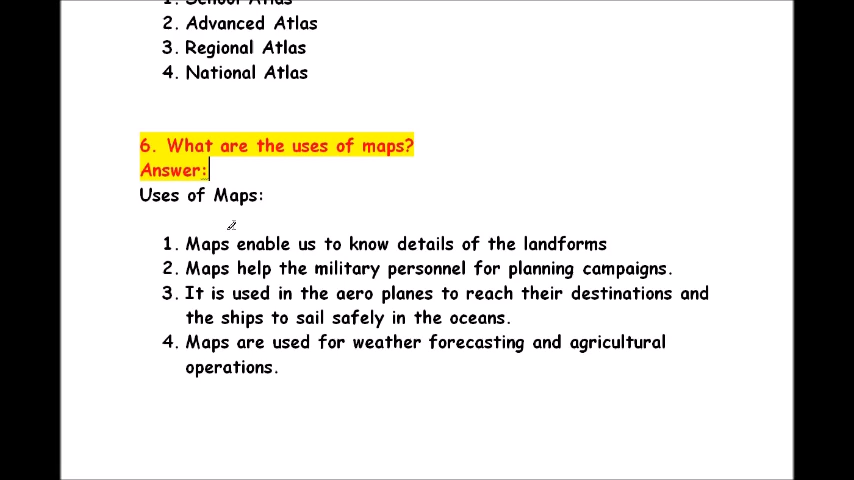 1. School Atlas
2. Advanced Atlas
3. Regional Atlas
4. National Atlas
6. What are the uses of maps?
Answer:
Uses of Maps:
1. Maps enable us to know details of the landforms
2. Maps help the military personnel for planning campaigns.
3. It is used in the aero planes to reach their destinations and
the ships to sail safely in the oceans.
4. Maps are used for weather forecasting and agricultural
operations.